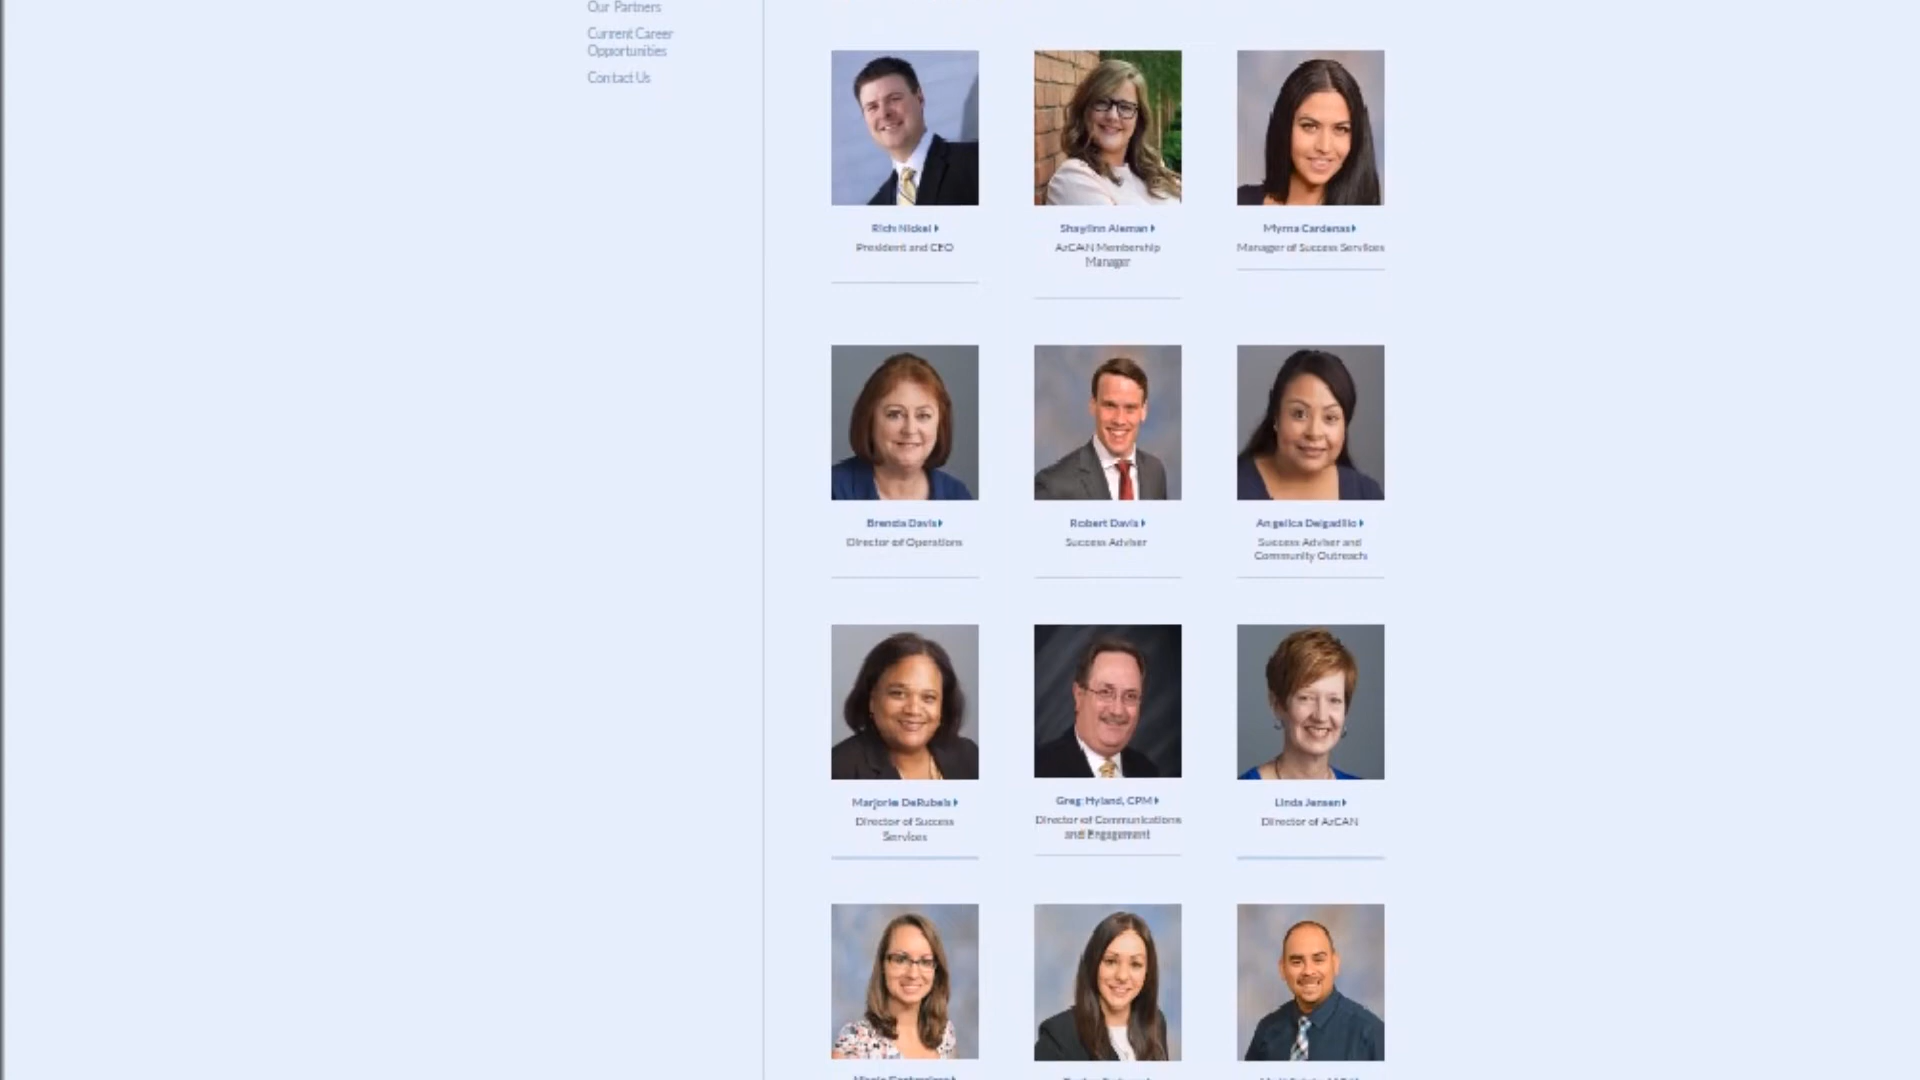 Our Partners
Current Career
Opportunities
Contact Us
Rich Nickel
President and CEO
Shaylinn Aleman
ArCAN Membership
Manager
Myrna Cardenas
Manager of Success Services
Brenda Davis
Director of Operations
Robert Davis
Success Adviser
Angelica Delgadillo
Success Adviser and
Community Outreach
Marjorie DeRubeis
Director of Success
Services
Greg Hyland, CPM
Director of Communications
and Engagement
Linda Jensen
Director of ArCAN